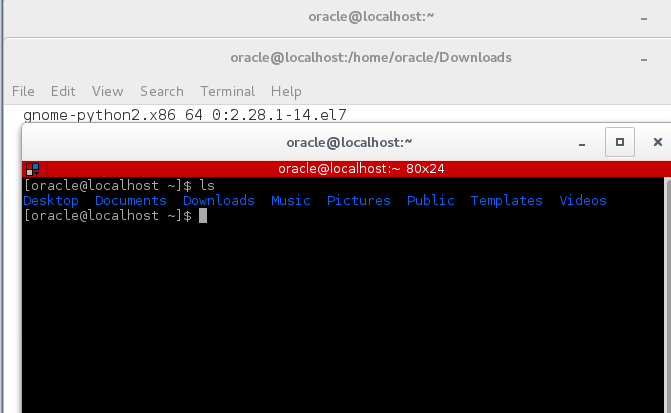 oracle@localhost:~
oracle@localhost:/home/oracle/Downloads
File Edit View Search Terminal Help
gnome-python2.x86_64 0:2.28.1-14.el7
oracle@localhost:~
oracle@localhost:~ 80x24
[oracle@localhost ~]$ ls
Desktop Documents Downloads Music Pictures Public Templates Videos
[oracle@localhost ~]$